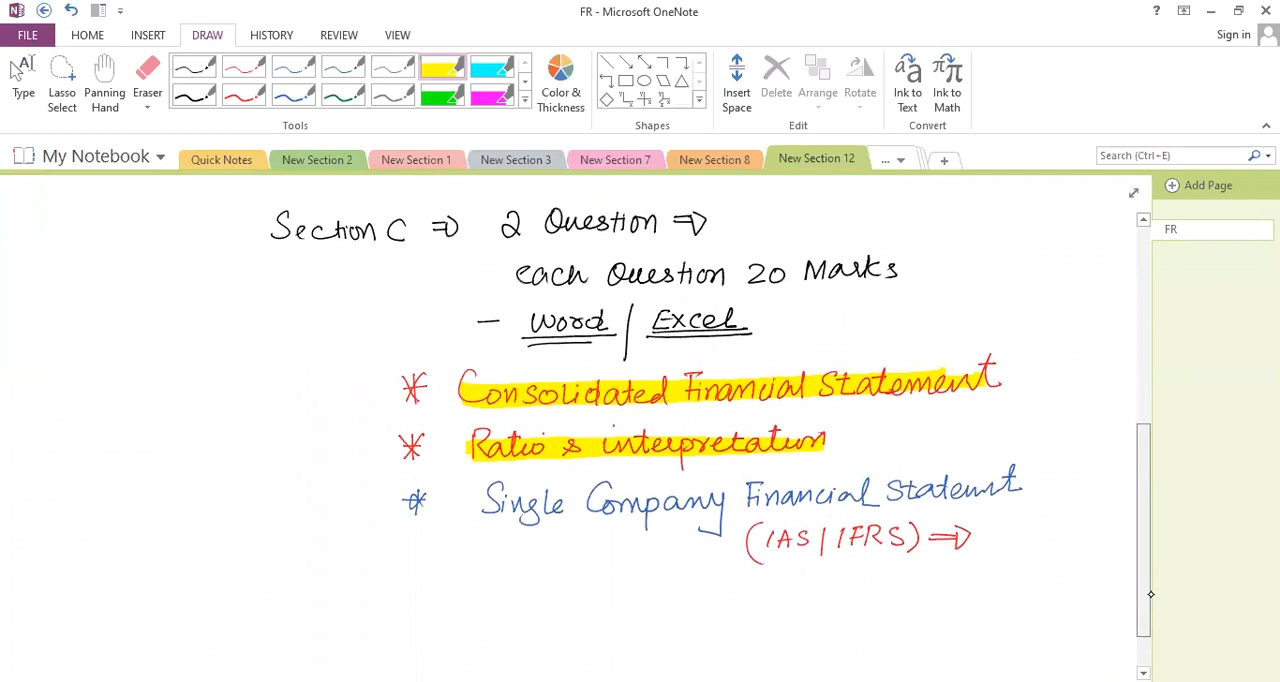 FR - Microsoft OneNote
FILE HOME INSERT DRAW HISTORY REVIEW VIEW
Sign in
Type Lasso Select Panning Hand Eraser
Color & Thickness
Insert Space Delete Arrange Rotate
Ink to Text Ink to Math
Tools Shapes Edit Convert
My Notebook Quick Notes New Section 2 New Section 1 New Section 3 New Section 7 New Section 8 New Section 12 ... Search (Ctrl+E)
Add Page
FR
Section C ⇒ 2 Question ⇒
each Question 20 Marks
- Word / Excel
* Consolidated Financial Statement
* Ratio & interpretation
* Single Company Financial Statemt
(IAS / IFRS) ⇒